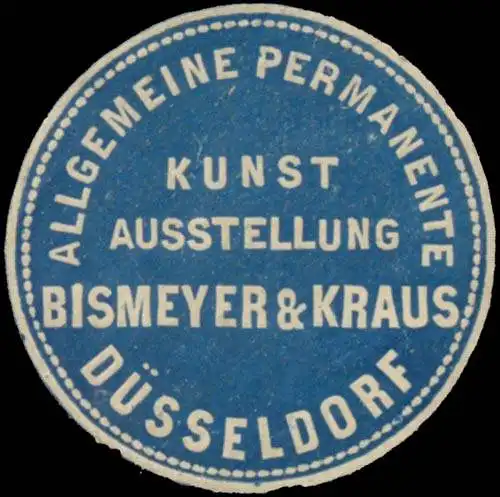 ALLGEMEINE PERMANENTE
KUNST
AUSSTELLUNG
BISMEYER & KRAUS
DÜSSELDORF